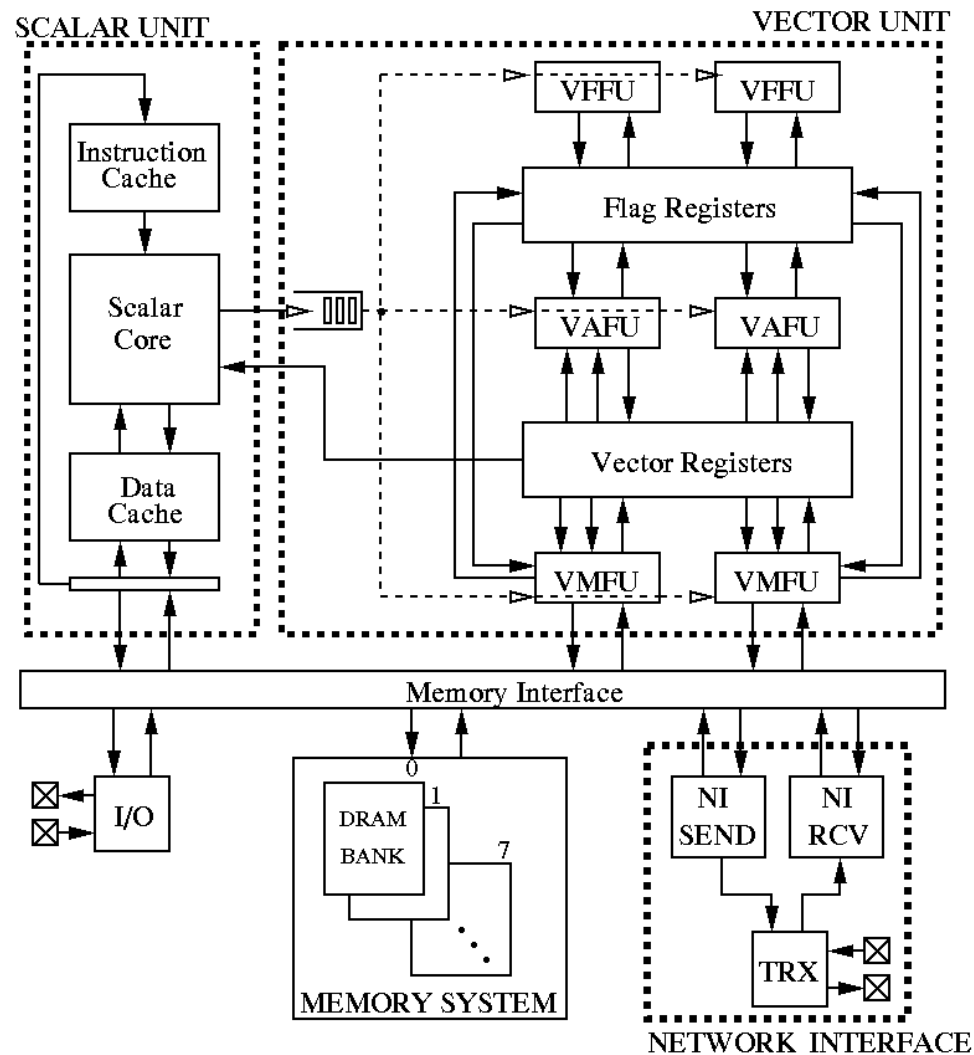 SCALAR UNIT
VECTOR UNIT
VFFU
VFFU
Instruction
Cache
Flag Registers
Scalar
Core
VAFU
VAFU
Vector Registers
Data
Cache
VMFU
VMFU
Memory Interface
0
I/O
DRAM
BANK
1
7
NI
SEND
NI
RCV
TRX
MEMORY SYSTEM
NETWORK INTERFACE